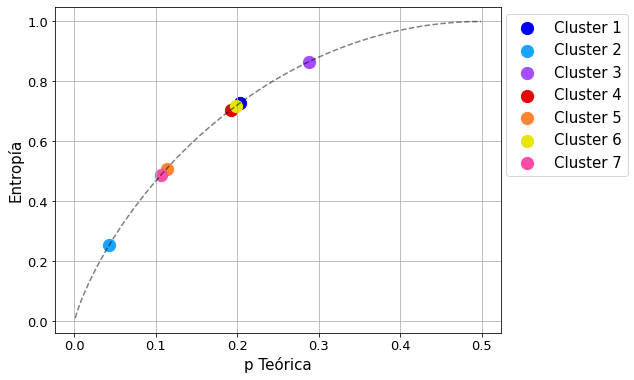 1.0
0.8
0.6
0.4
0.2
0.0
Entropía
0.0 0.1 0.2 0.3 0.4 0.5
p Teórica
Cluster 1
Cluster 2
Cluster 3
Cluster 4
Cluster 5
Cluster 6
Cluster 7